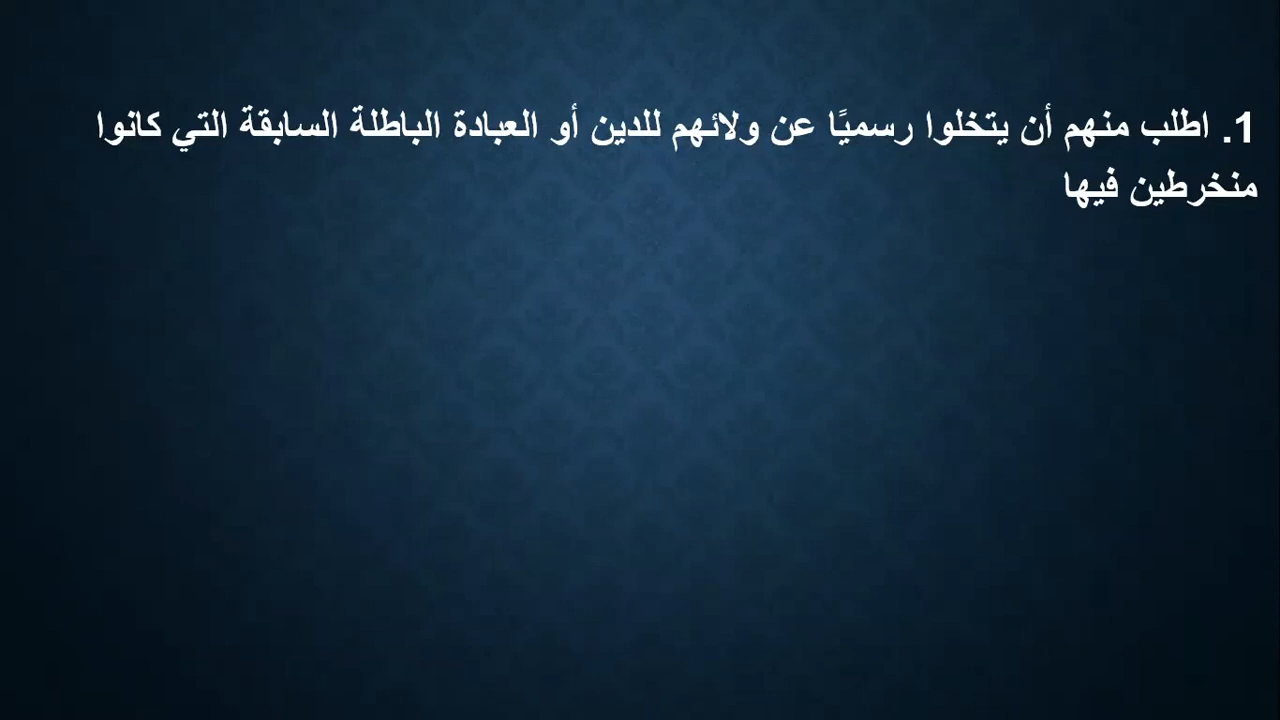 1. اطلب منهم أن يتخلوا رسميًا عن ولائهم للدين أو العبادة الباطلة السابقة التي كانوا
منخرطين فيها